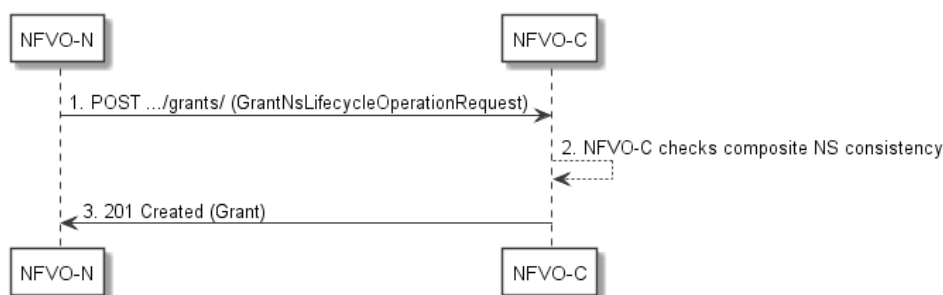 NFVO-N
NFVO-C
1. POST .../grants/ (GrantNsLifecycleOperationRequest)
2. NFVO-C checks composite NS consistency
3. 201 Created (Grant)
NFVO-N
NFVO-C